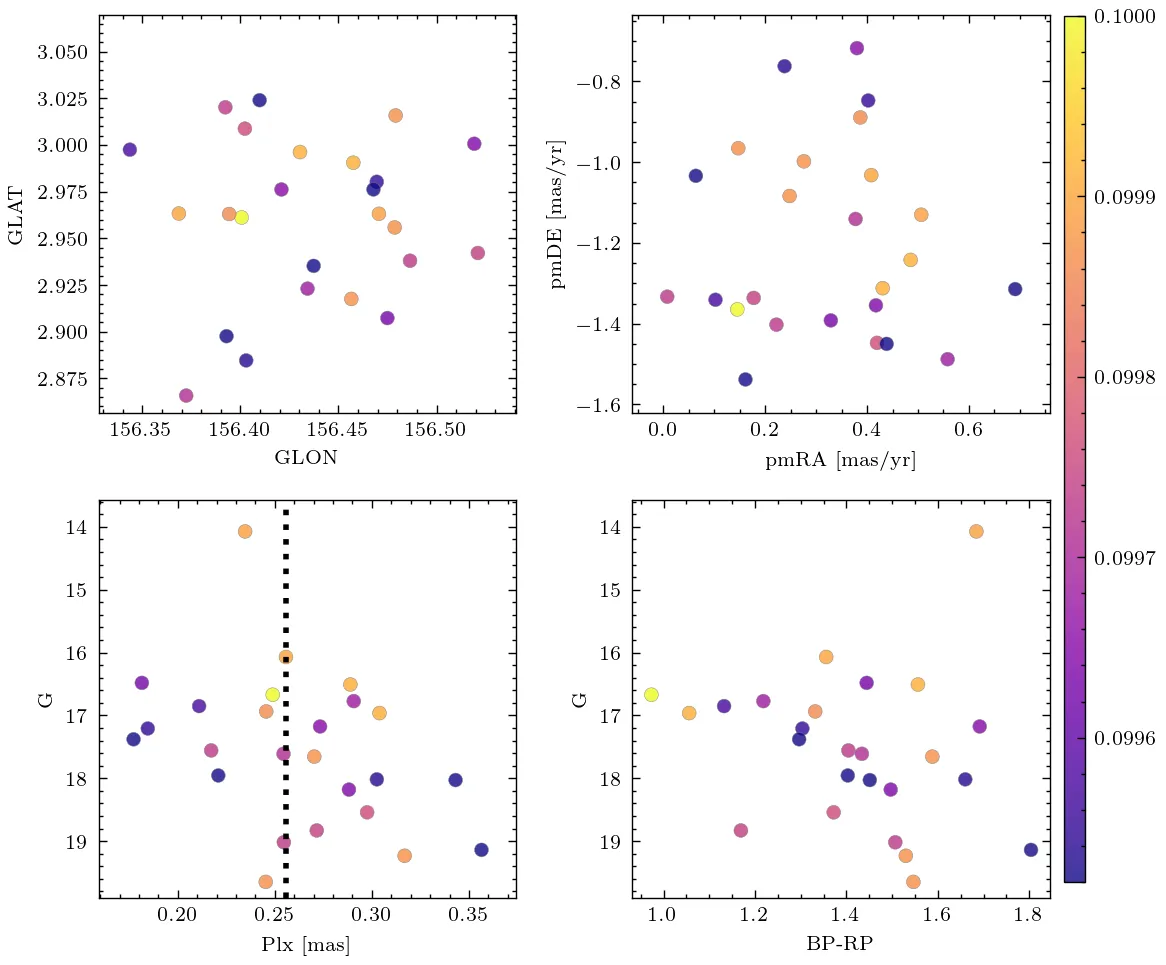 3.050
3.025
3.000
2.975
2.950
2.925
2.900
2.875
GLAT
156.35 156.40 156.45 156.50
GLON
−0.8
−1.0
−1.2
−1.4
−1.6
pmDE [mas/yr]
0.0 0.2 0.4 0.6
pmRA [mas/yr]
14
15
16
17
18
19
G
0.20 0.25 0.30 0.35
Plx [mas]
14
15
16
17
18
19
G
1.0 1.2 1.4 1.6 1.8
BP-RP
0.1000
0.0999
0.0998
0.0997
0.0996